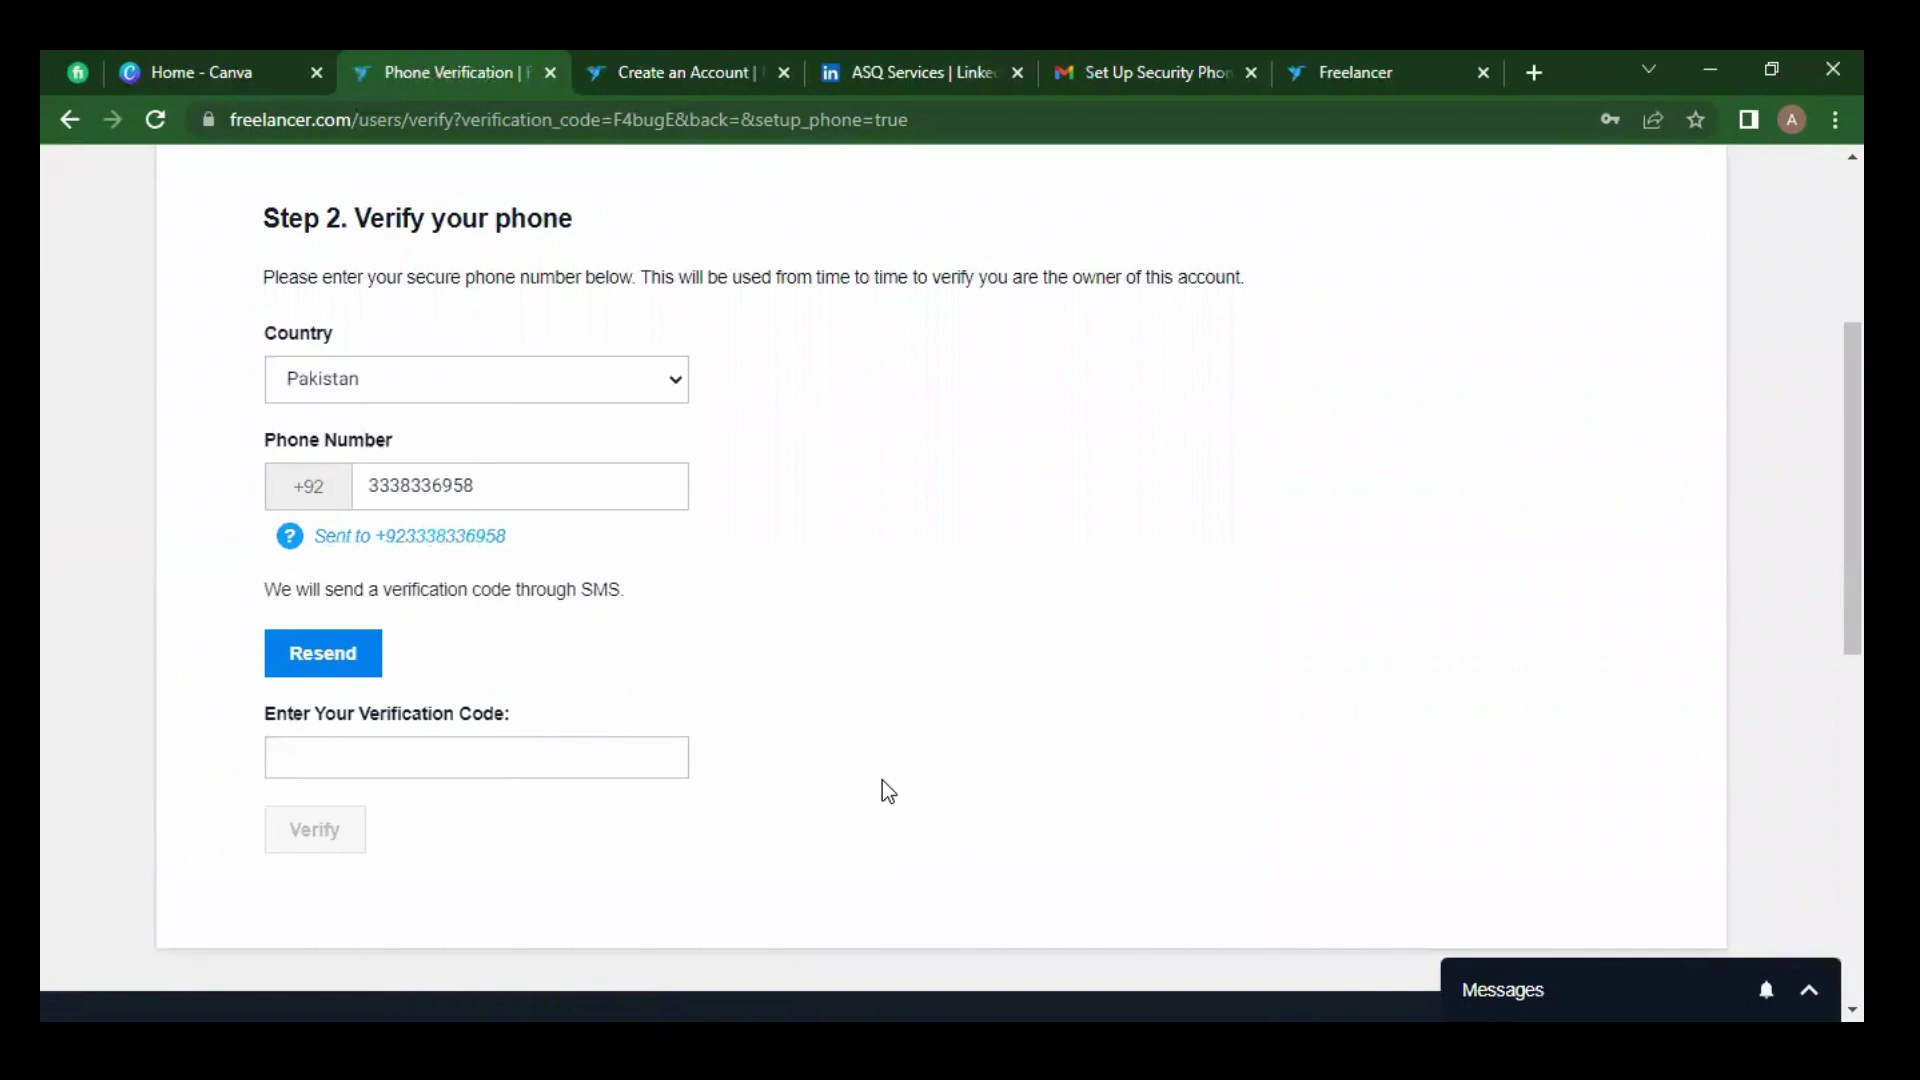 fi
Home - Canva
Phone Verification | F
Create an Account |
in ASQ Services | Linke
Set Up Security Phon
Freelancer
freelancer.com/users/verify?verification_code=F4bugE&back=&setup_phone=true
A
Step 2. Verify your phone
Please enter your secure phone number below. This will be used from time to time to verify you are the owner of this account.
Country
Pakistan
Phone Number
+92 3338336958
? Sent to +923338336958
We will send a verification code through SMS.
Resend
Enter Your Verification Code:
Verify
Messages